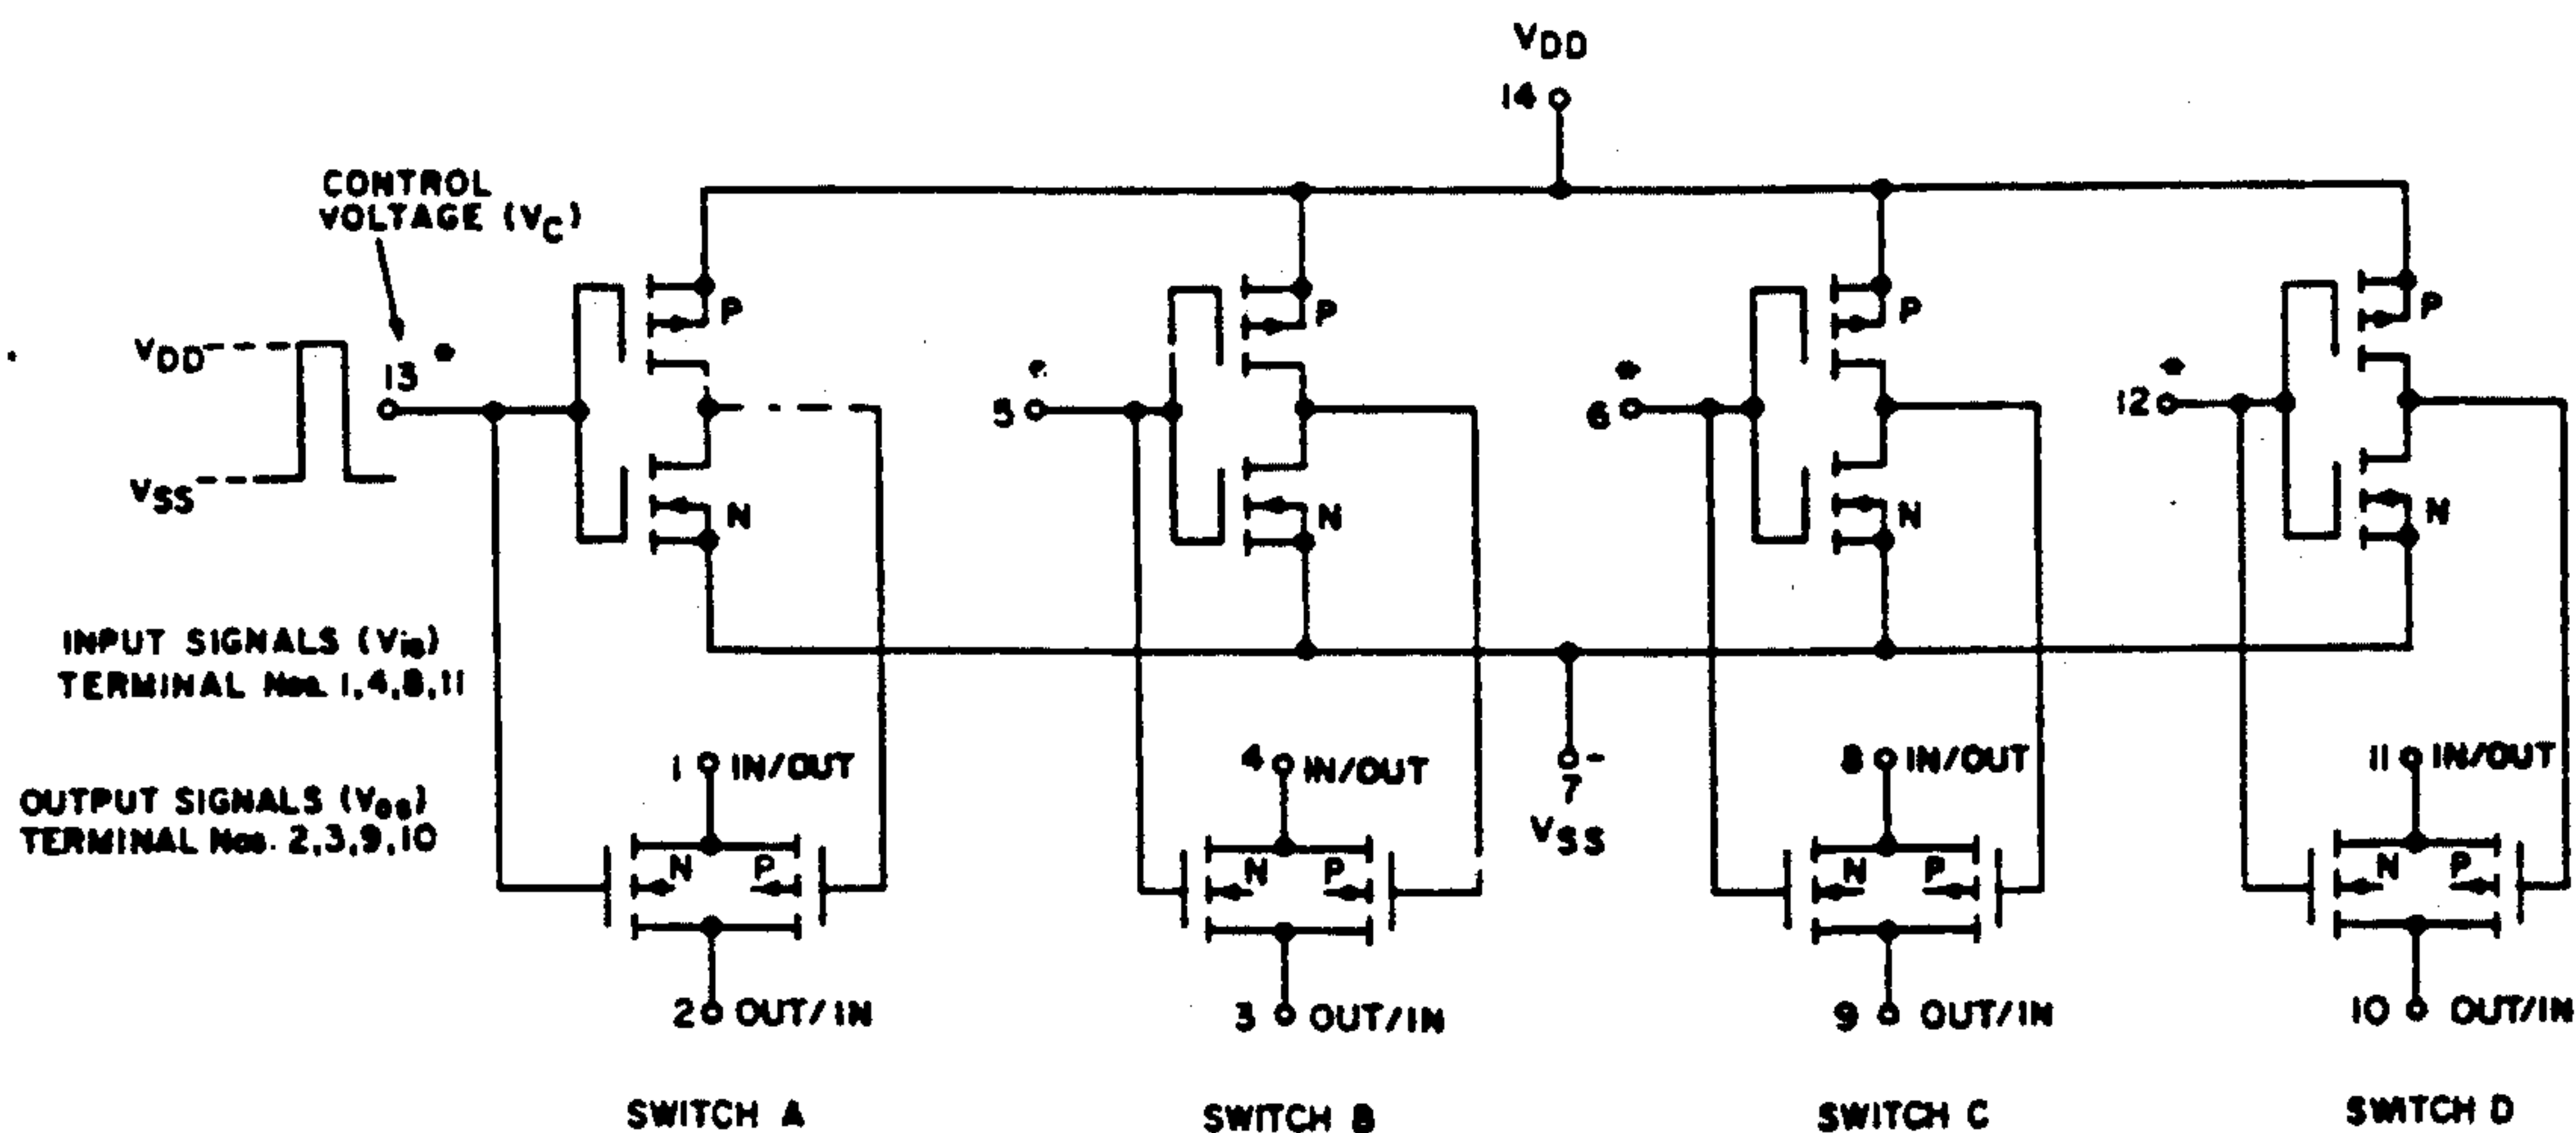 VDD
14
CONTROL
VOLTAGE (VC)
VDD
13
VSS
P
N
5
P
N
6
P
N
12
P
N
INPUT SIGNALS (Vis)
TERMINAL Nos. 1,4,8,11
OUTPUT SIGNALS (Vos)
TERMINAL Nos. 2,3,9,10
1 IN/OUT
4 IN/OUT
7
VSS
8 IN/OUT
11 IN/OUT
N P
N P
N P
N P
2 OUT/IN
3 OUT/IN
9 OUT/IN
10 OUT/IN
SWITCH A
SWITCH B
SWITCH C
SWITCH D